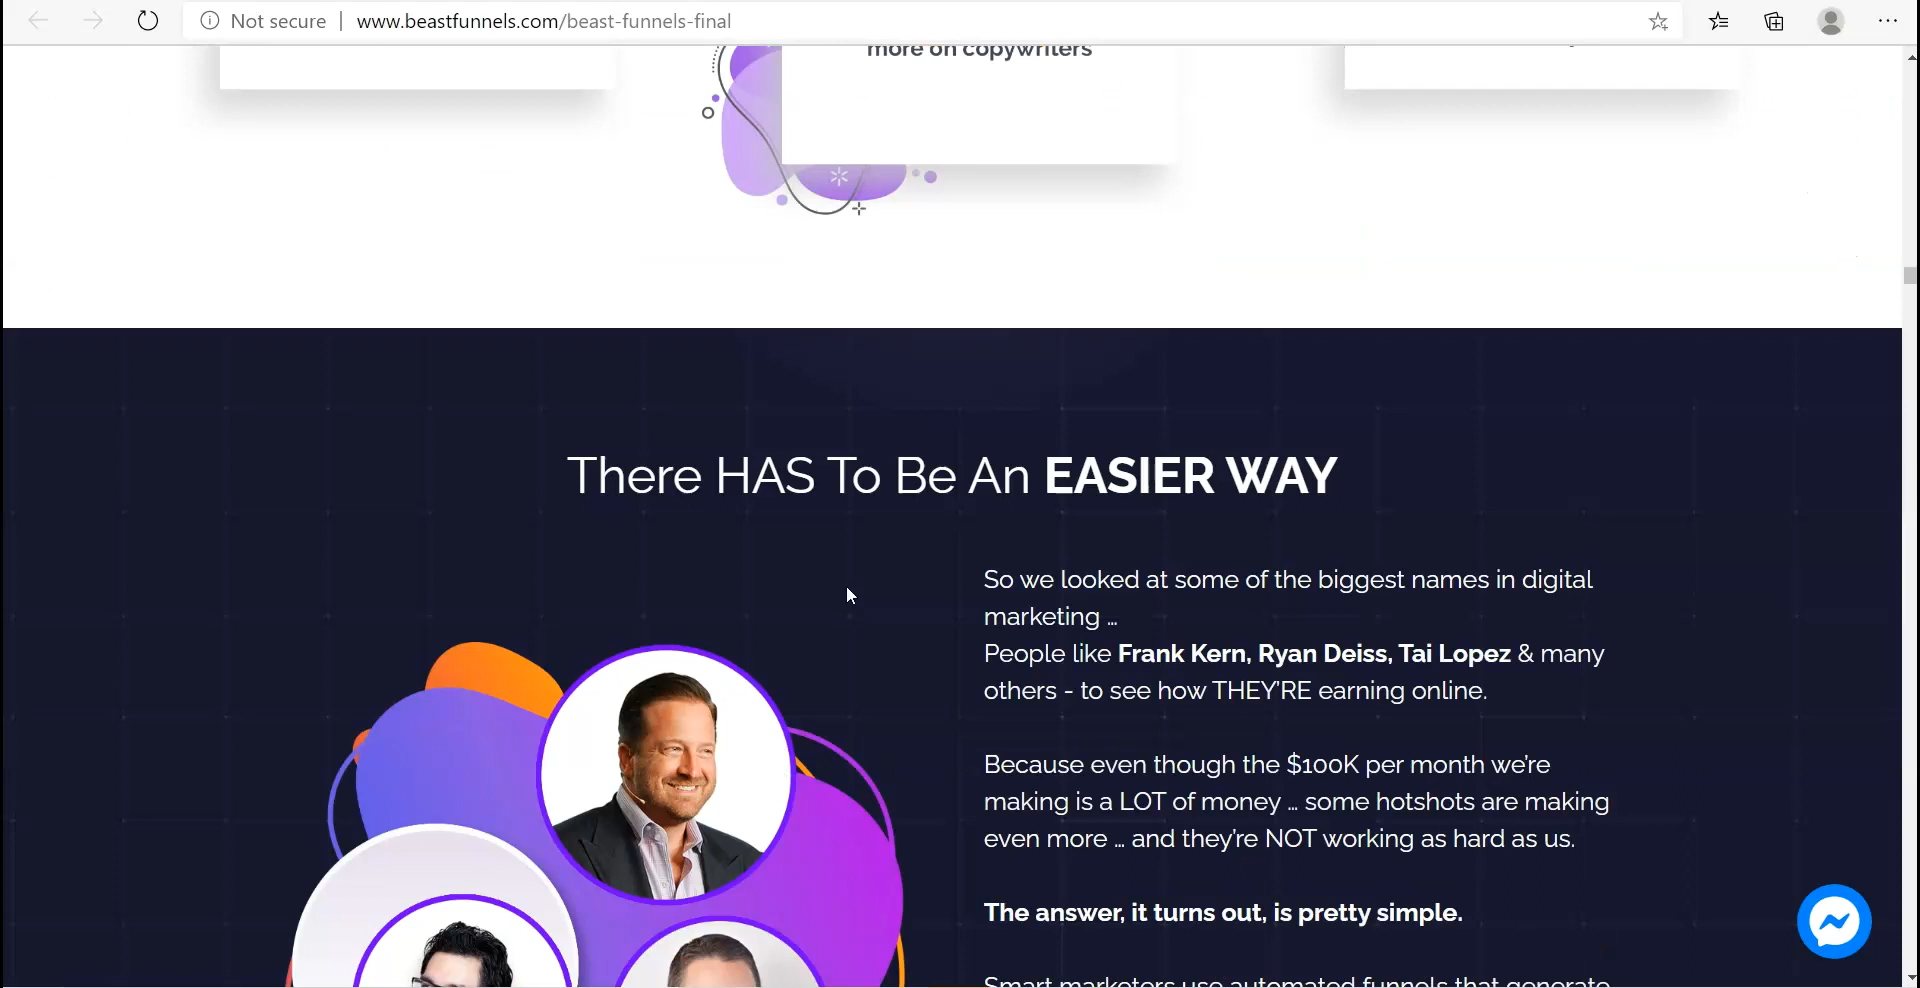 Not secure
www.beastfunnels.com/beast-funnels-final
more on copywriters
There HAS To Be An EASIER WAY
So we looked at some of the biggest names in digital
marketing ...
People like Frank Kern, Ryan Deiss, Tai Lopez & many
others - to see how THEY'RE earning online.
Because even though the $100K per month we're
making is a LOT of money ... some hotshots are making
even more ... and they're NOT working as hard as us.
The answer, it turns out, is pretty simple.
Smart marketers use automated funnels that generate